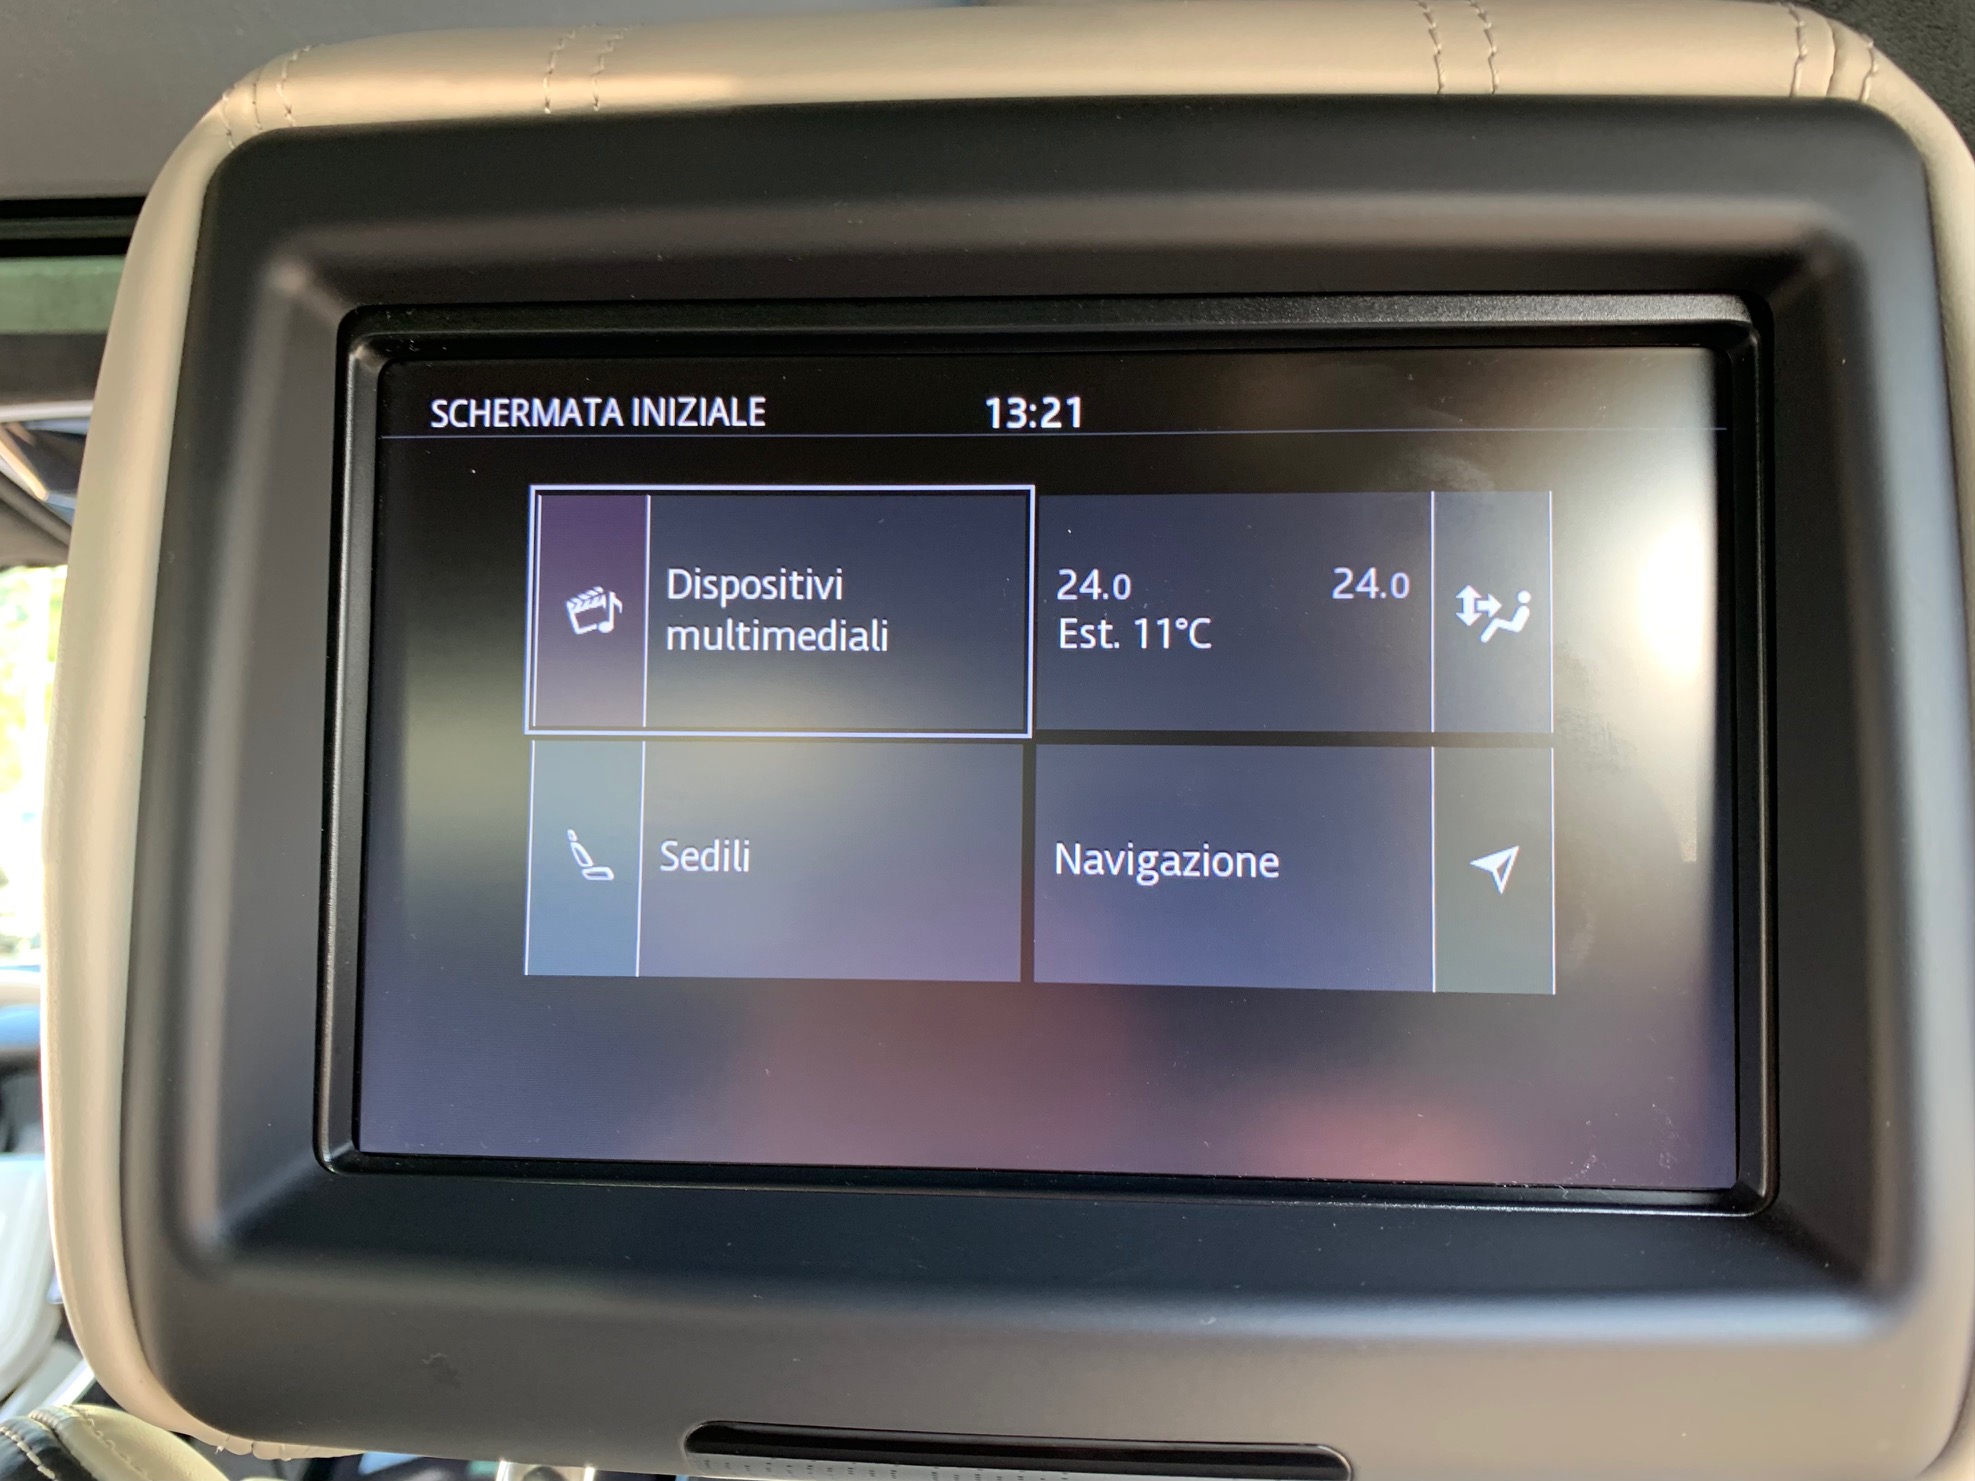 SCHERMATA INIZIALE 13:21
Dispositivi
multimediali
24.0 24.0
Est. 11°C
Sedili
Navigazione